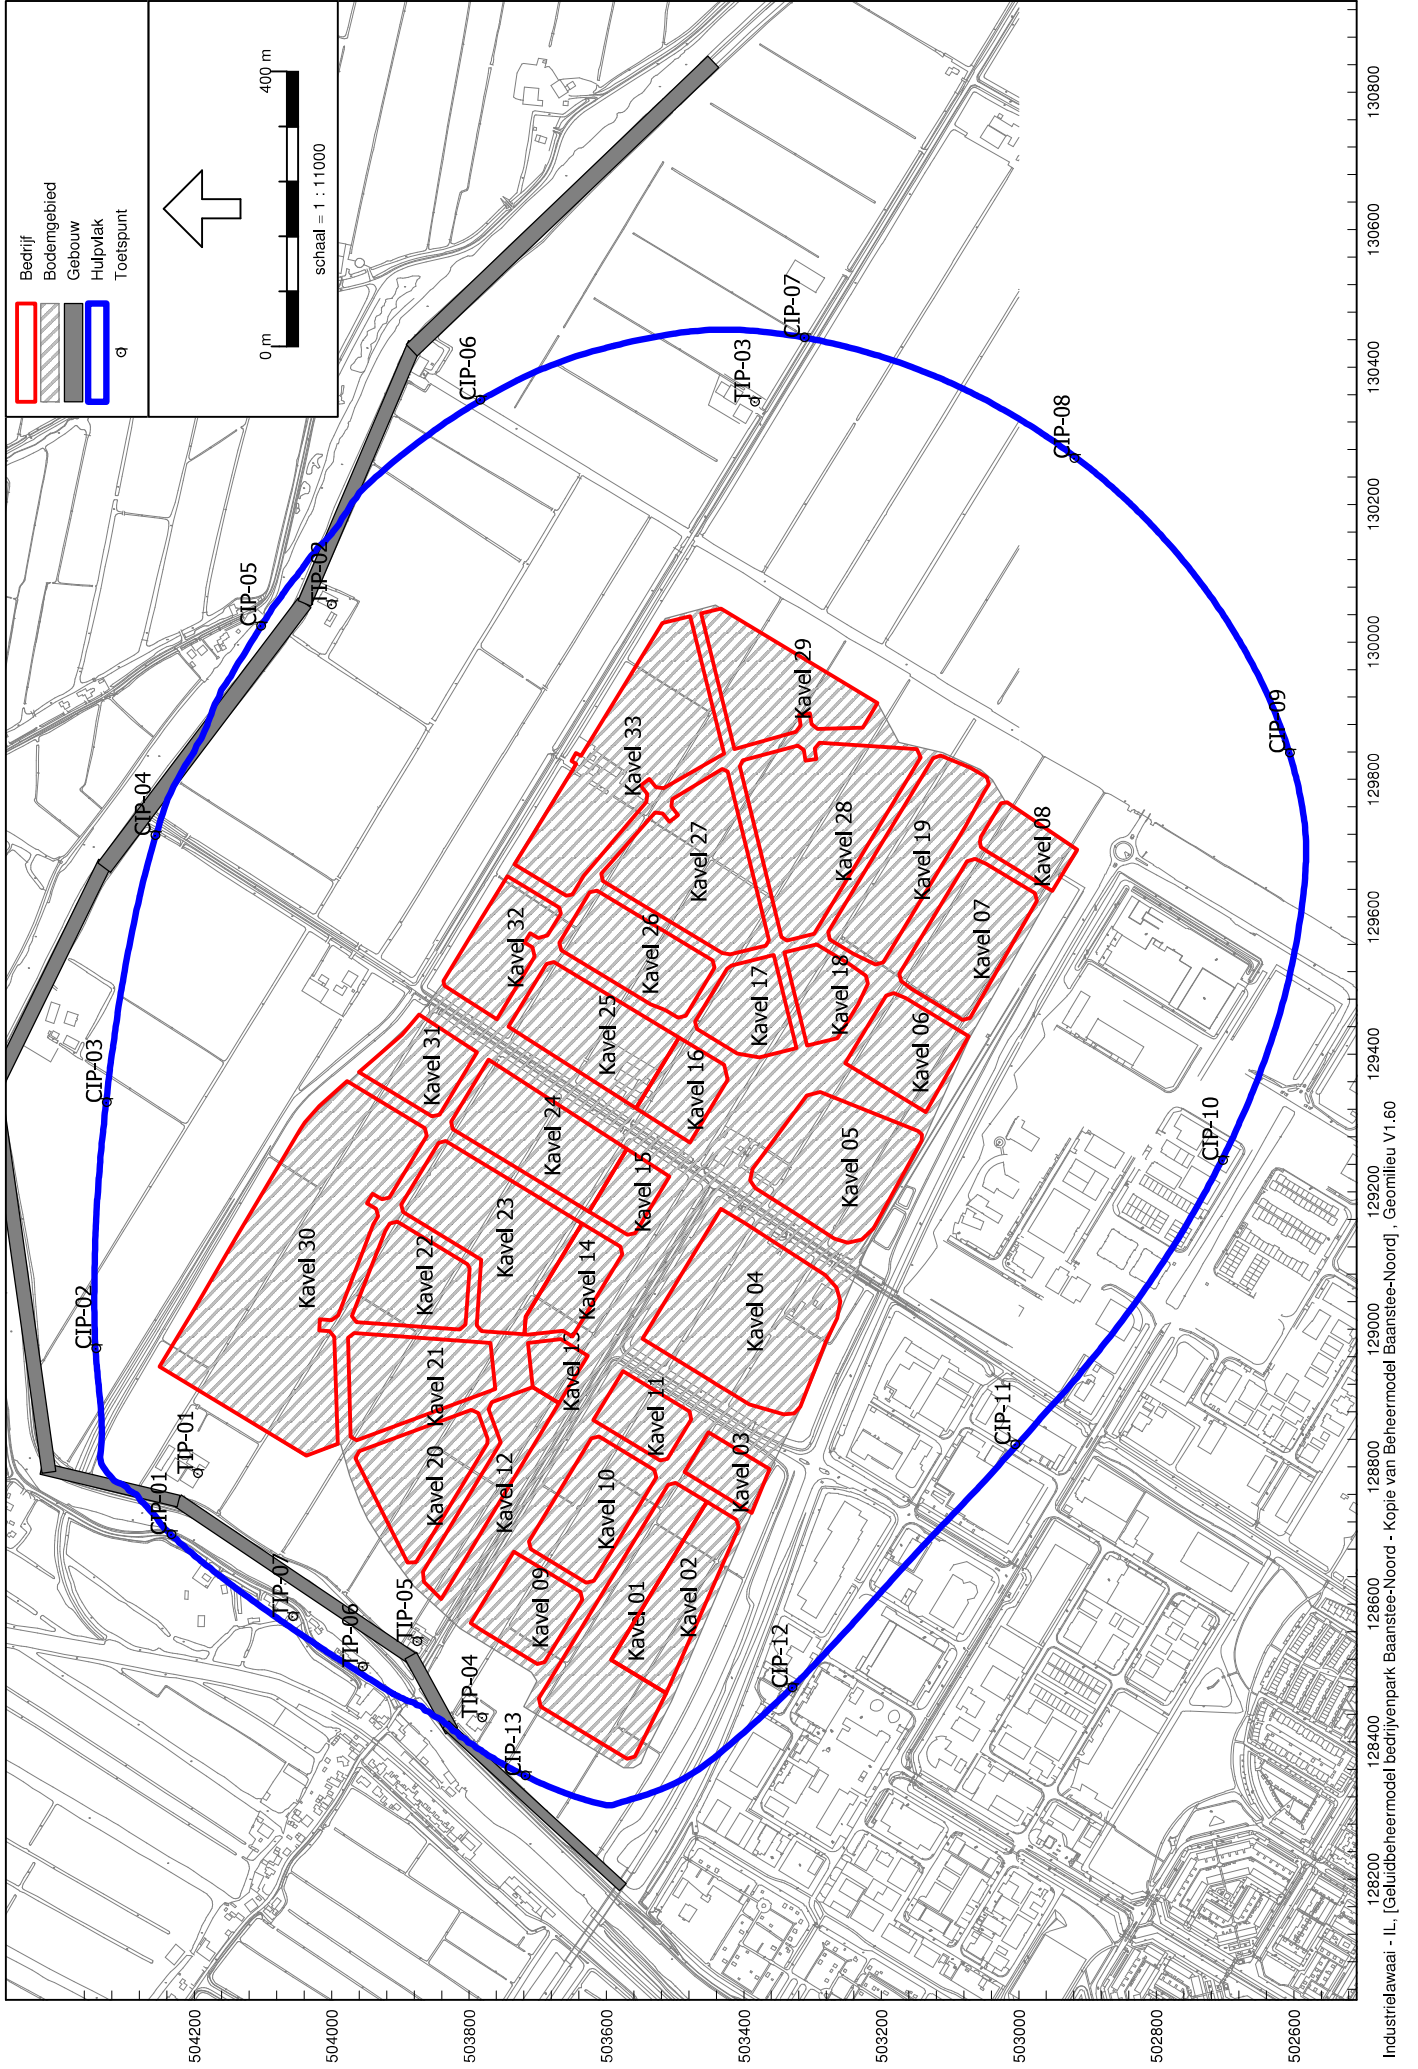 Bedrijf
Bodemgebied
Gebouw
Hulpvlak
Toetspunt
0 m
400 m
schaal = 1 : 11000
CIP-01
CIP-02
CIP-03
CIP-04
CIP-05
CIP-06
CIP-07
CIP-08
CIP-09
CIP-10
CIP-11
CIP-12
CIP-13
TIP-01
TIP-02
TIP-03
TIP-04
TIP-05
TIP-06
TIP-07
Kavel 01
Kavel 02
Kavel 03
Kavel 04
Kavel 05
Kavel 06
Kavel 07
Kavel 08
Kavel 09
Kavel 10
Kavel 11
Kavel 12
Kavel 13
Kavel 14
Kavel 15
Kavel 16
Kavel 17
Kavel 18
Kavel 19
Kavel 20
Kavel 21
Kavel 22
Kavel 23
Kavel 24
Kavel 25
Kavel 26
Kavel 27
Kavel 28
Kavel 29
Kavel 30
Kavel 31
Kavel 32
Kavel 33
504200
504000
503800
503600
503400
503200
503000
502800
502600
128200
128400
128600
128800
129000
129200
129400
129600
129800
130000
130200
130400
130600
130800
Industrielawaai - IL, [Geluidbeheermodel bedrijvenpark Baanstee-Noord - Kopie van Beheermodel Baanstee-Noord] , Geomilieu V1.60